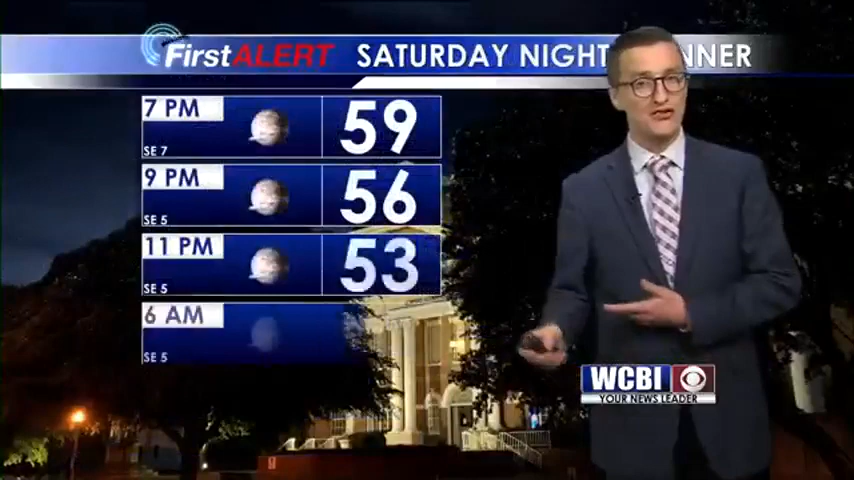 FirstALERT
SATURDAY NIGHT NNER
7 PM
59
SE 7
9 PM
56
SE 5
11 PM
53
SE 5
6 AM
SE 5
WCBI
YOUR NEWS LEADER